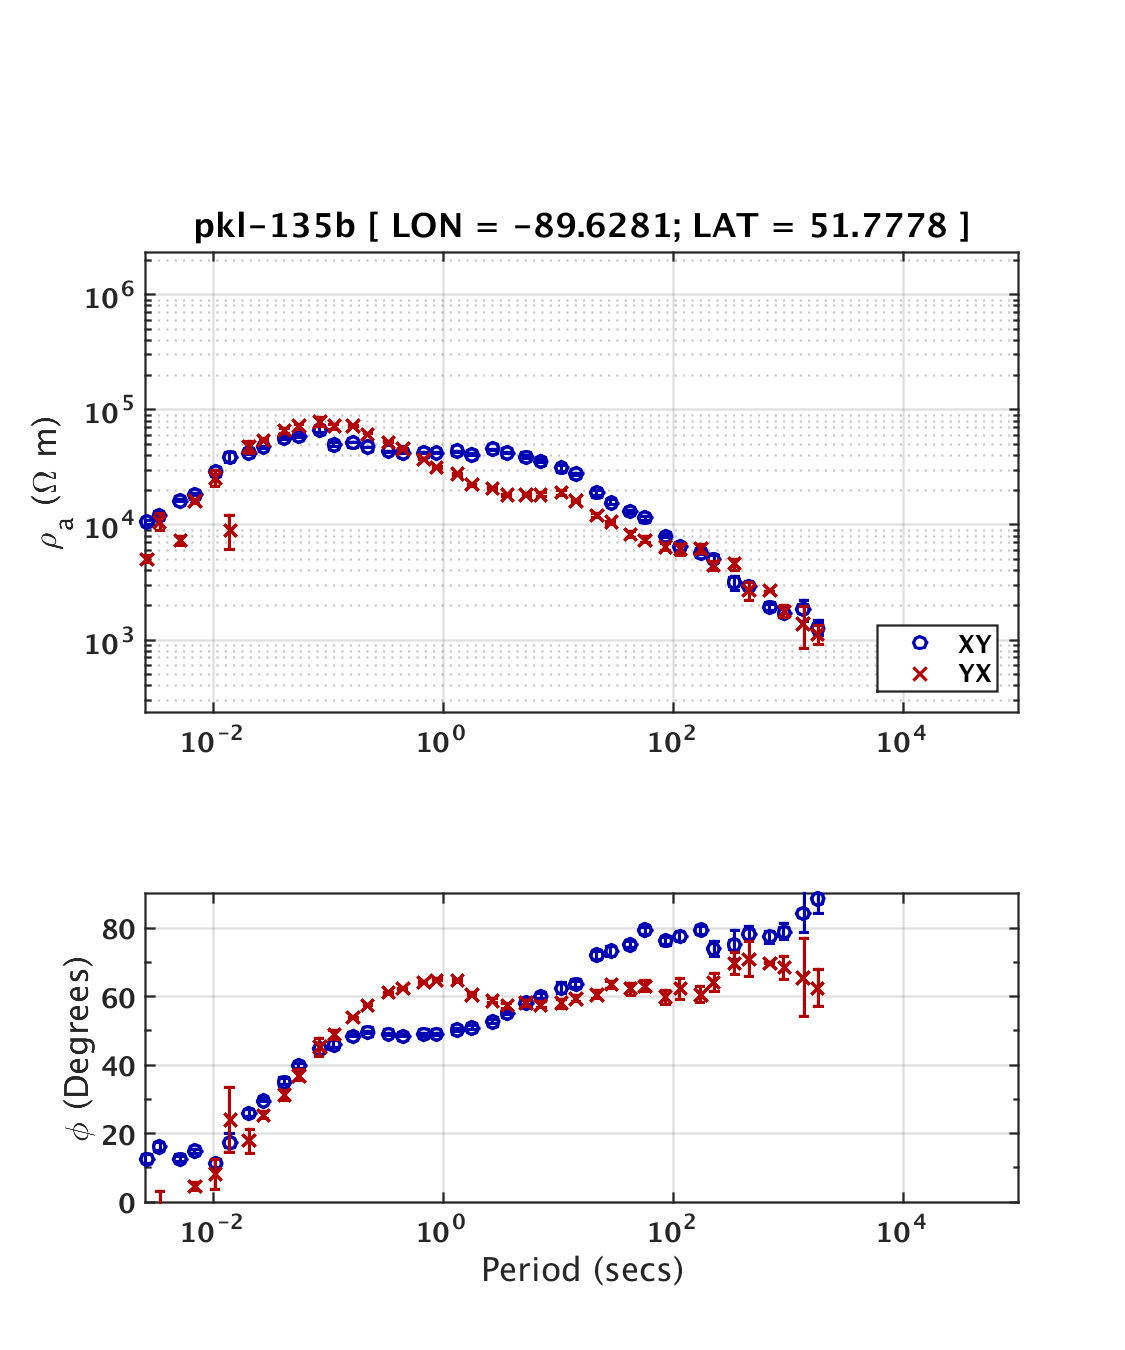 pkl-135b [ LON = -89.6281; LAT = 51.7778 ]
10^6
10^5
10^4
10^3
ρ_a (Ω m)
XY
YX
10^-2 10^0 10^2 10^4
80
60
40
20
0
ϕ (Degrees)
10^-2 10^0 10^2 10^4
Period (secs)